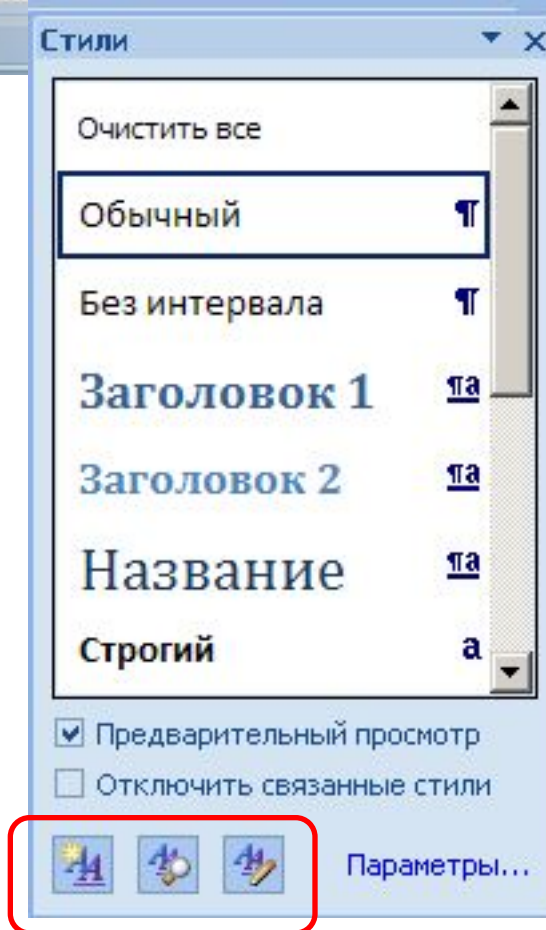 Стили
Очистить все
Обычный ¶
Без интервала ¶
Заголовок 1 ¶a
Заголовок 2 ¶a
Название ¶a
Строгий a
Предварительный просмотр
Отключить связанные стили
Параметры...